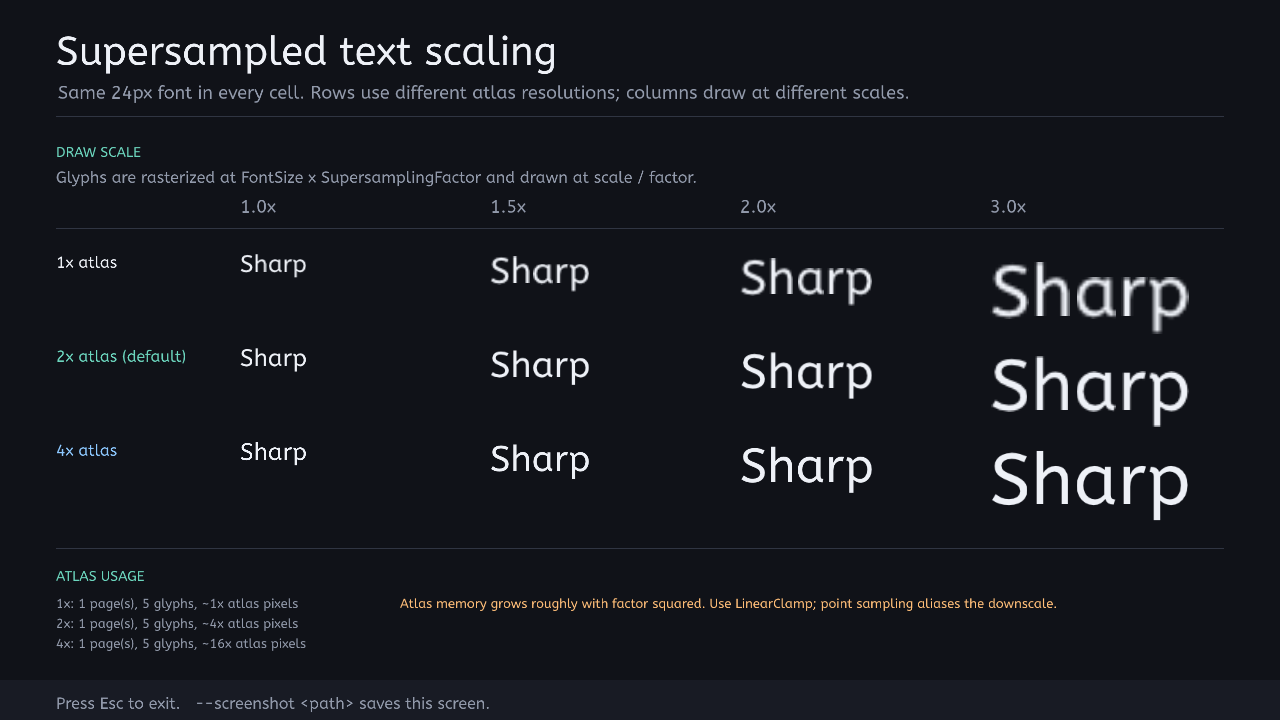 Supersampled text scaling
Same 24px font in every cell. Rows use different atlas resolutions; columns draw at different scales.
DRAW SCALE
Glyphs are rasterized at FontSize x SupersamplingFactor and drawn at scale / factor.
1.0x 1.5x 2.0x 3.0x
1x atlas Sharp Sharp Sharp Sharp
2x atlas (default) Sharp Sharp Sharp Sharp
4x atlas Sharp Sharp Sharp Sharp
ATLAS USAGE
1x: 1 page(s), 5 glyphs, ~1x atlas pixels
2x: 1 page(s), 5 glyphs, ~4x atlas pixels
4x: 1 page(s), 5 glyphs, ~16x atlas pixels
Atlas memory grows roughly with factor squared. Use LinearClamp; point sampling aliases the downscale.
Press Esc to exit. --screenshot <path> saves this screen.